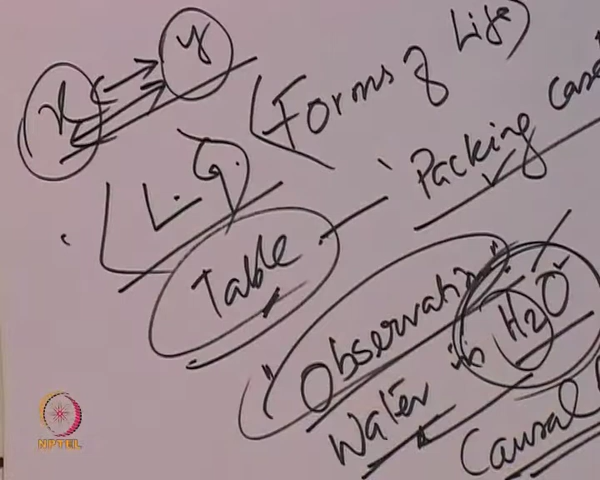 x y
(Forms of Life)
L.g.
Table - 'Packing Case
"Observation"
Water is H2O
Causal
NPTEL